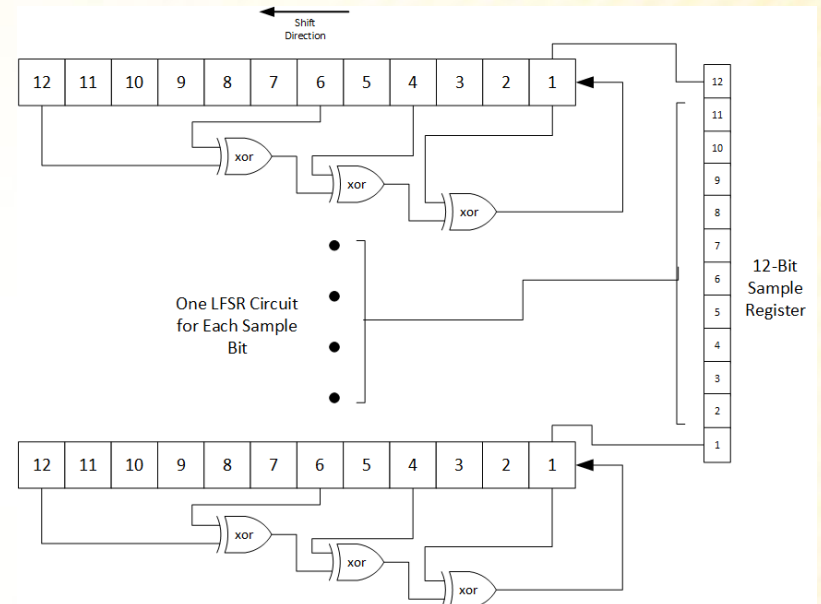 Shift
Direction
12 11 10 9 8 7 6 5 4 3 2 1
xor
xor
xor
12
11
10
9
8
7
6
5
4
3
2
1
12-Bit
Sample
Register
One LFSR Circuit
for Each Sample
Bit
12 11 10 9 8 7 6 5 4 3 2 1
xor
xor
xor